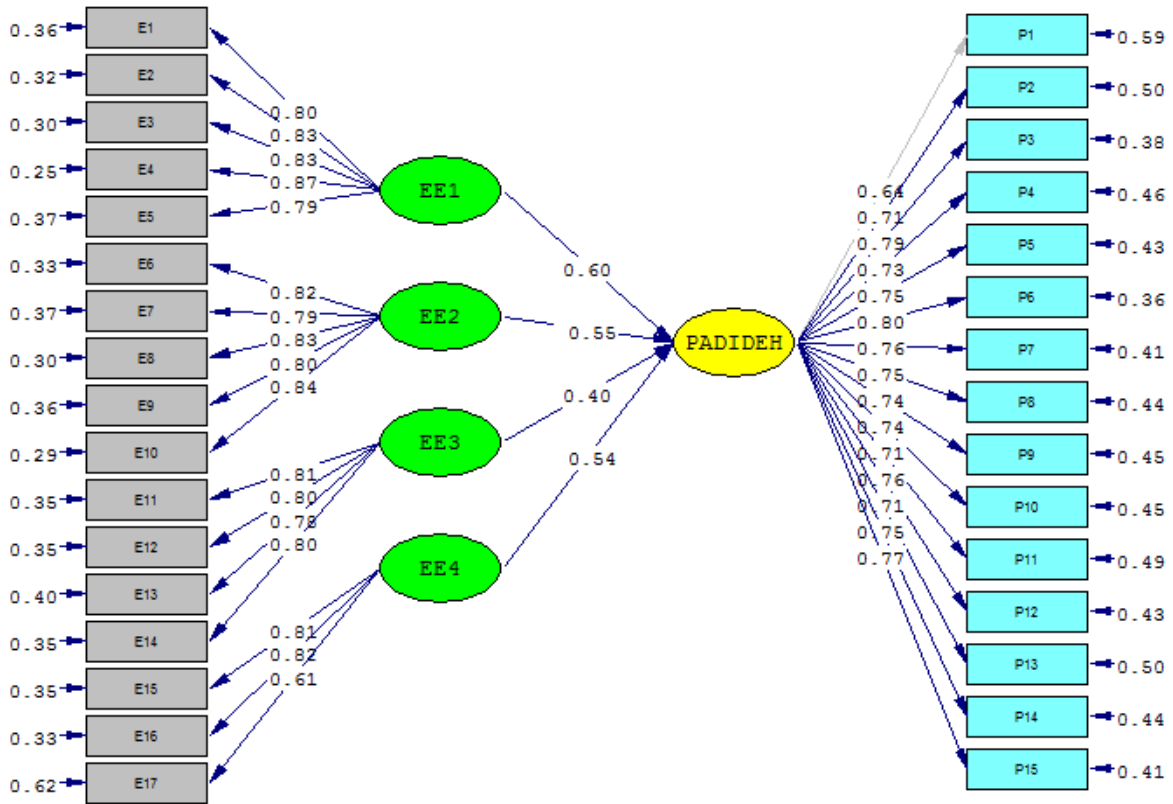 0.36 E1
0.32 E2
0.30 E3
0.25 E4
0.37 E5
0.33 E6
0.37 E7
0.30 E8
0.36 E9
0.29 E10
0.35 E11
0.35 E12
0.40 E13
0.35 E14
0.35 E15
0.33 E16
0.62 E17
0.80
0.83
0.83
0.87
0.79
0.82
0.79
0.83
0.80
0.84
0.81
0.80
0.78
0.80
0.81
0.82
0.61
EE1
EE2
EE3
EE4
0.60
0.55
0.40
0.54
PADIDEH
0.64
0.71
0.79
0.73
0.75
0.80
0.76
0.75
0.74
0.74
0.71
0.76
0.71
0.75
0.77
P1 0.59
P2 0.50
P3 0.38
P4 0.46
P5 0.43
P6 0.36
P7 0.41
P8 0.44
P9 0.45
P10 0.45
P11 0.49
P12 0.43
P13 0.50
P14 0.44
P15 0.41